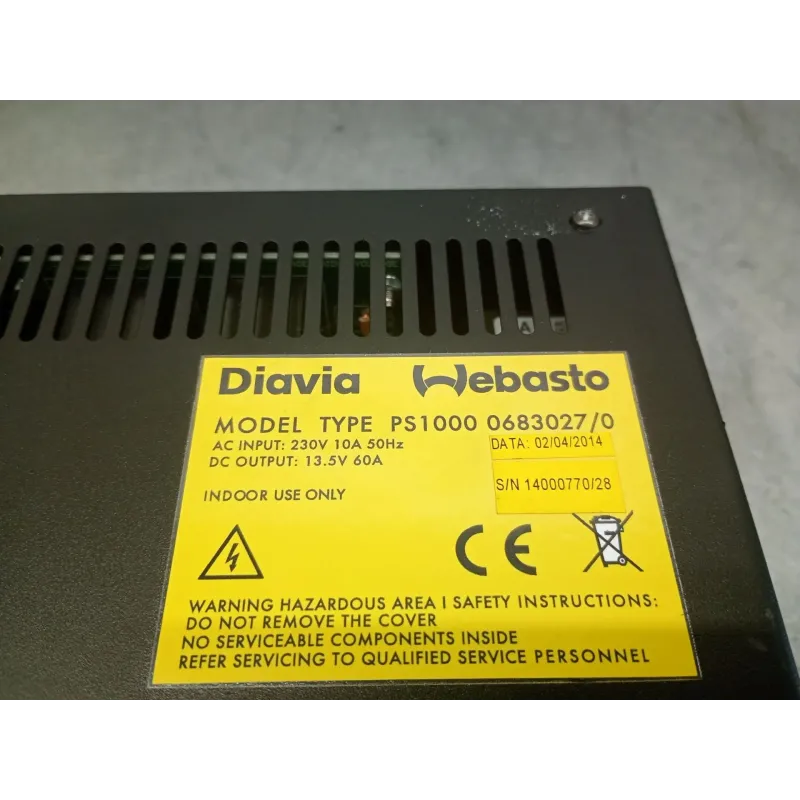 Diavia Webasto
MODEL TYPE PS1000 0683027/0
AC INPUT: 230V 10A 50Hz
DATA: 02/04/2014
DC OUTPUT: 13.5V 60A
S/N 14000770/28
INDOOR USE ONLY
CE
WARNING HAZARDOUS AREA I SAFETY INSTRUCTIONS:
DO NOT REMOVE THE COVER
NO SERVICEABLE COMPONENTS INSIDE
REFER SERVICING TO QUALIFIED SERVICE PERSONNEL